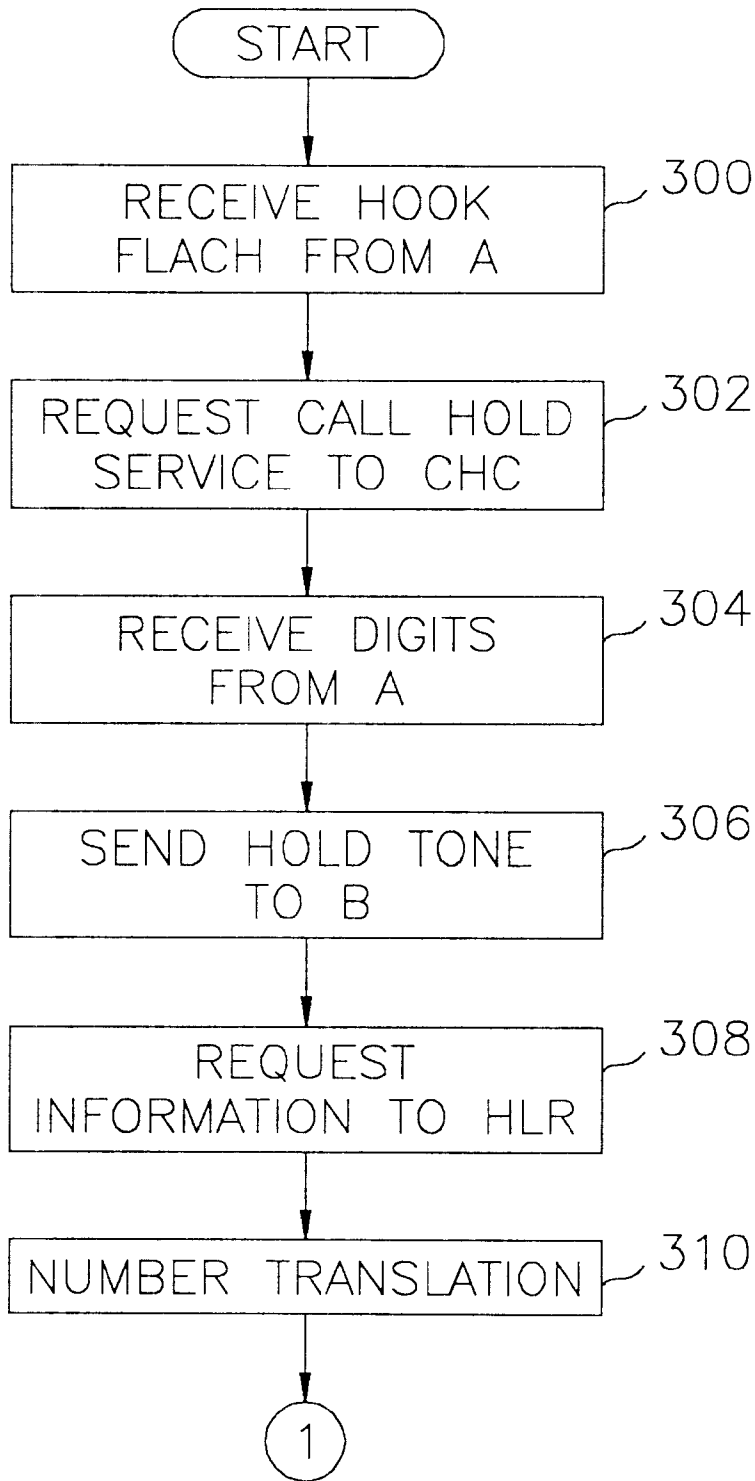 START
RECEIVE HOOK
FLACH FROM A
300
REQUEST CALL HOLD
SERVICE TO CHC
302
RECEIVE DIGITS
FROM A
304
SEND HOLD TONE
TO B
306
REQUEST
INFORMATION TO HLR
308
NUMBER TRANSLATION
310
1